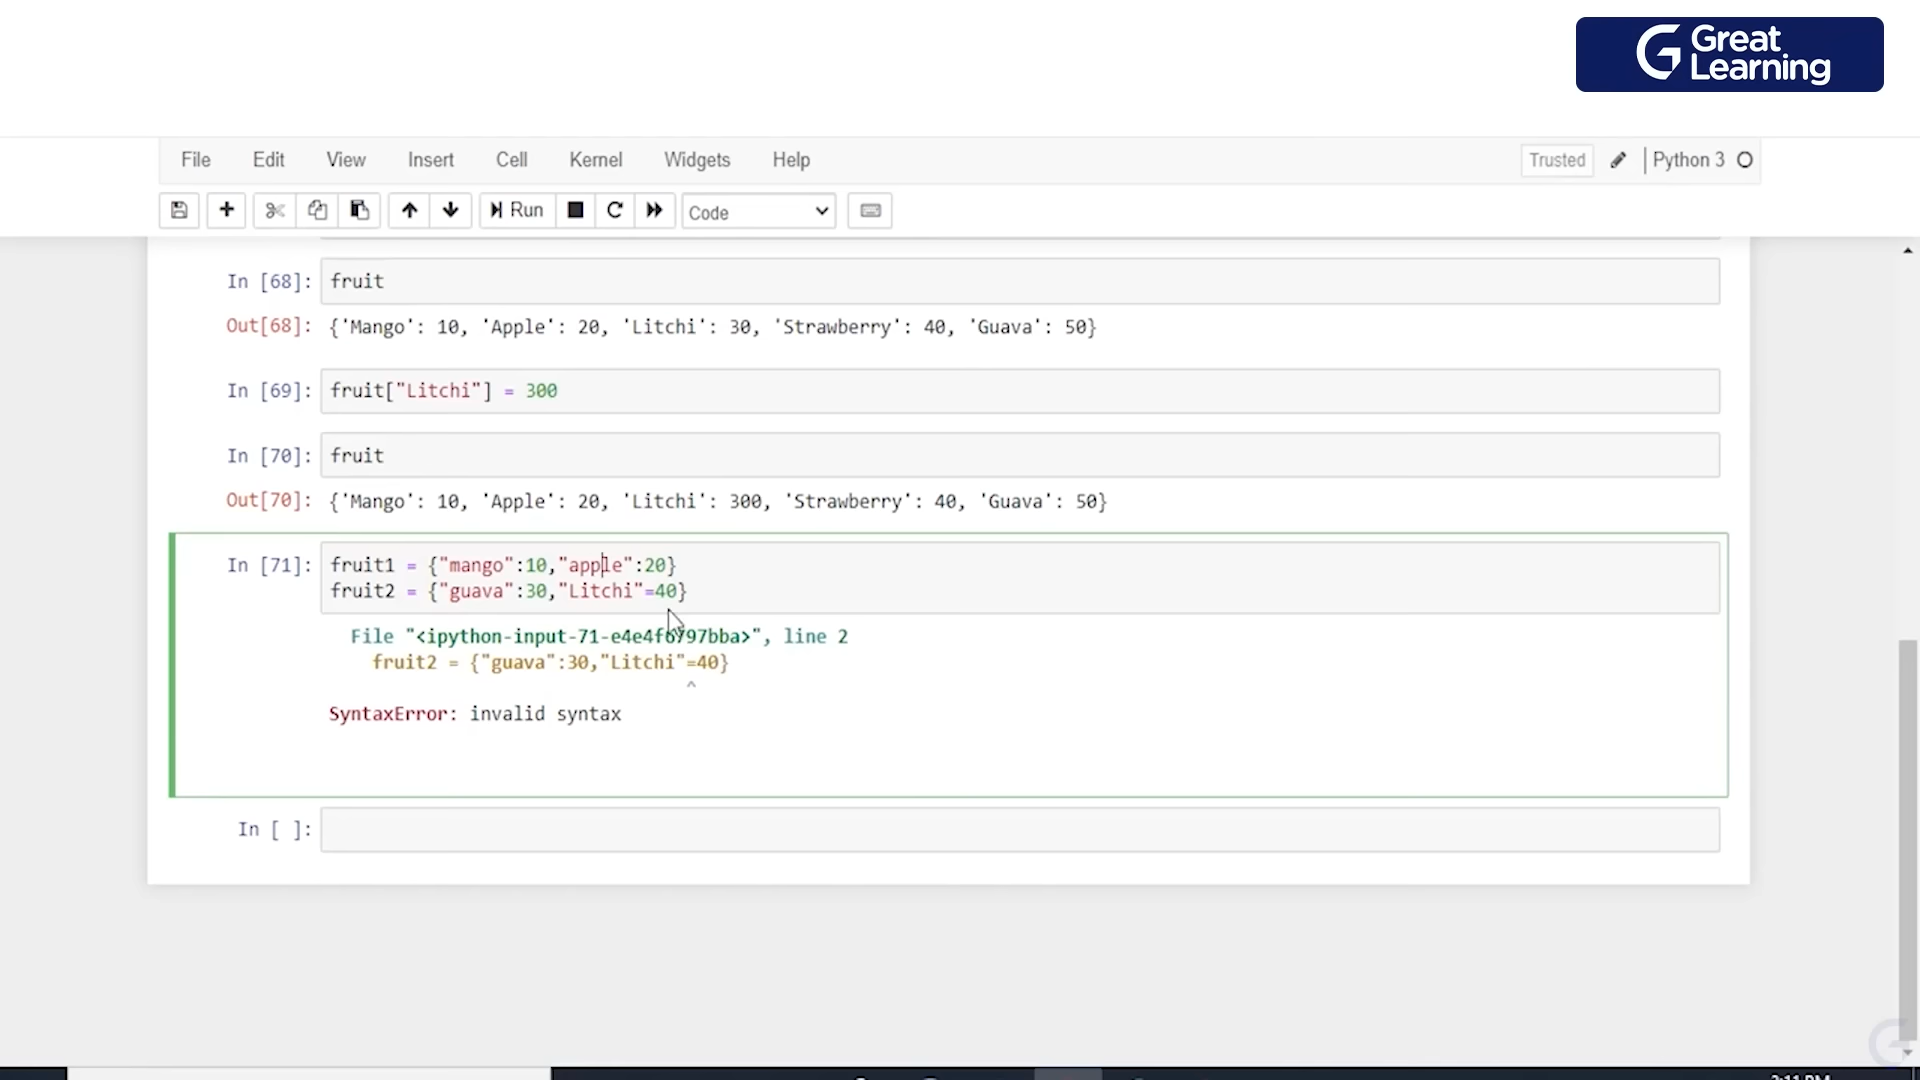 Great
Learning
File Edit View Insert Cell Kernel Widgets Help Trusted Python 3
Run Code
In [68]: fruit
Out[68]: {'Mango': 10, 'Apple': 20, 'Litchi': 30, 'Strawberry': 40, 'Guava': 50}
In [69]: fruit["Litchi"] = 300
In [70]: fruit
Out[70]: {'Mango': 10, 'Apple': 20, 'Litchi': 300, 'Strawberry': 40, 'Guava': 50}
In [71]: fruit1 = {"mango":10,"apple":20}
fruit2 = {"guava":30,"Litchi"=40}
File "<ipython-input-71-e4e4f6797bba>", line 2
fruit2 = {"guava":30,"Litchi"=40}
^
SyntaxError: invalid syntax
In [ ]: